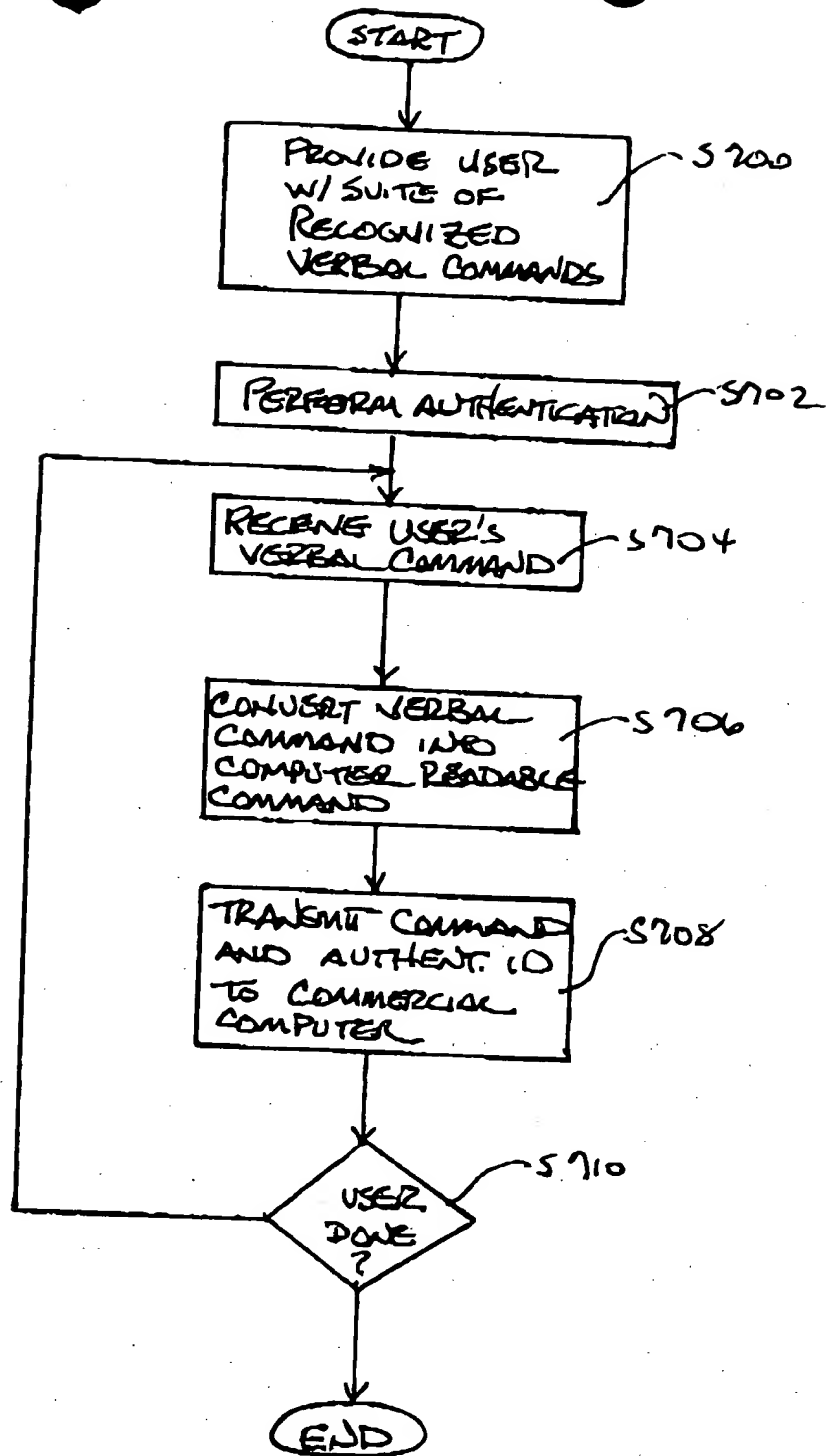 START
PROVIDE USER
W/ SUITE OF
RECOGNIZED
VERBAL COMMANDS
S700
PERFORM AUTHENTICATION
S702
RECEIVE USER'S
VERBAL COMMAND
S704
CONVERT VERBAL
COMMAND INTO
COMPUTER READABLE
COMMAND
S706
TRANSMIT COMMAND
AND AUTHENT. ID
TO COMMERCIAL
COMPUTER
S708
USER
DONE
?
S710
END